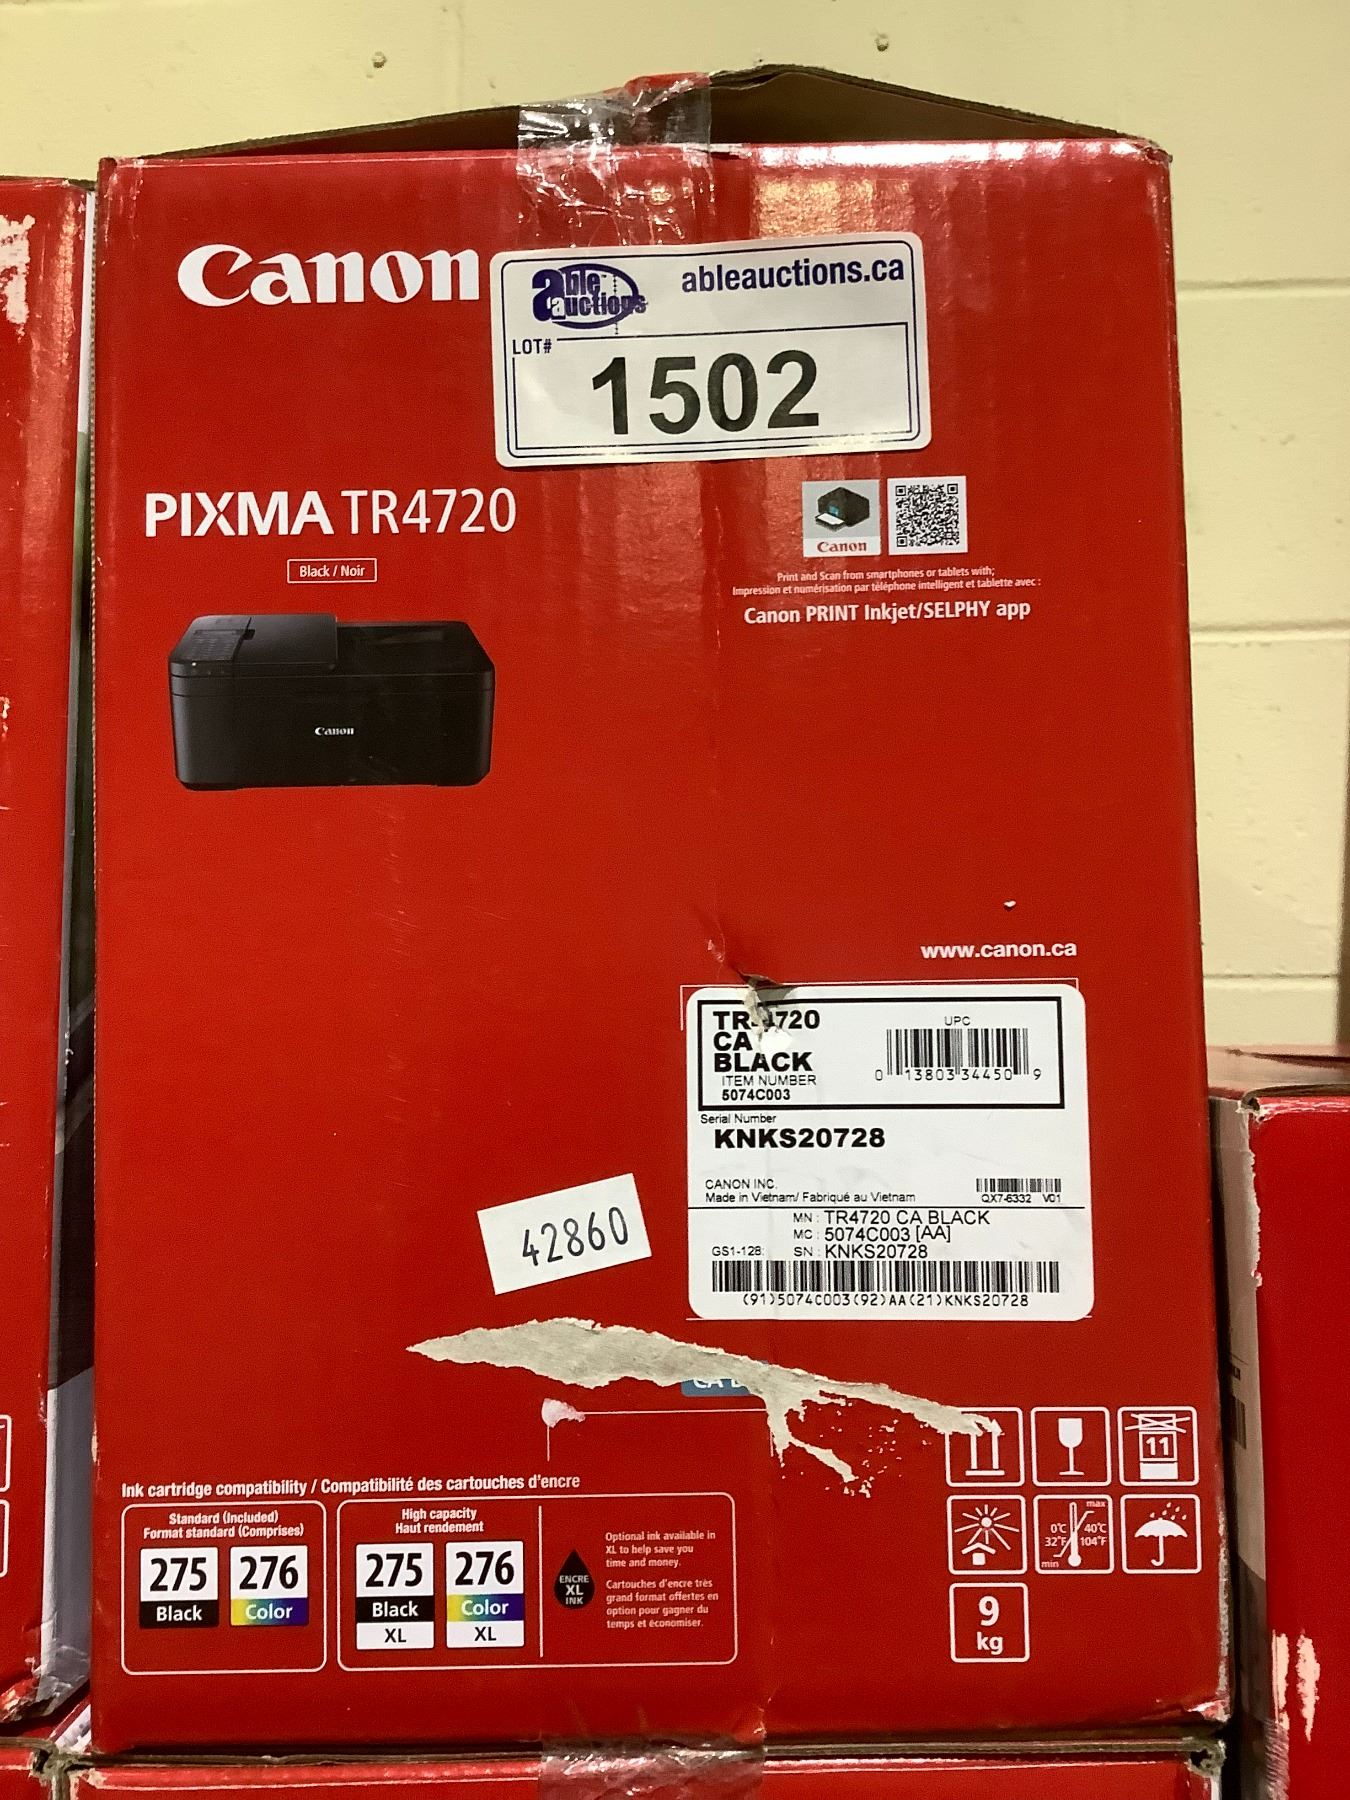 Canon
able auctions
ableauctions.ca
LOT#
1502
PIXMA TR4720
Black / Noir
Canon
Print and Scan from smartphones or tablets with;
Impression et numérisation par téléphone intelligent et tablette avec :
Canon PRINT Inkjet/SELPHY app
Canon
www.canon.ca
TR4720
CA
BLACK
ITEM NUMBER
5074C003
UPC
0 13803 34450 9
Serial Number
KNKS20728
CANON INC.
Made in Vietnam/ Fabriqué au Vietnam
QX7-6332 V01
MN : TR4720 CA BLACK
MC : 5074C003 [AA]
GS1-128: SN : KNKS20728
(91)5074C003(92)AA(21)KNKS20728
42860
Ink cartridge compatibility / Compatibilité des cartouches d'encre
Standard (Included)
Format standard (Comprises)
275
Black
276
Color
High capacity
Haut rendement
275
Black
XL
276
Color
XL
ENCRE
XL
INK
Optional ink available in
XL to help save you
time and money.
Cartouches d'encre très
grand format offertes en
option pour gagner du
temps et économiser.
11
max
0°C 40°C
32°F 104°F
min
9
kg